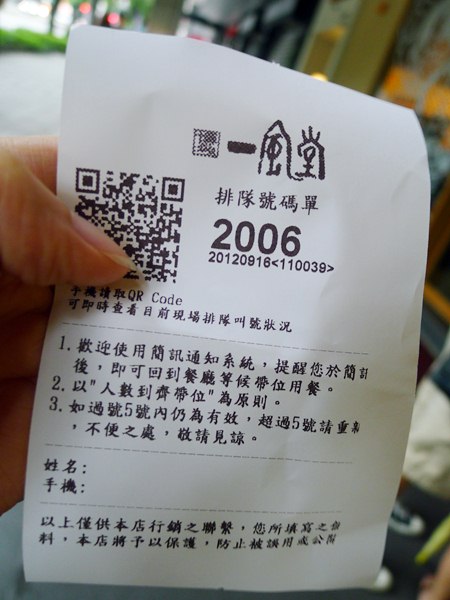 一風堂
排隊號碼單
2006
20120916<110039>
手機讀取QR Code
可即時查看目前現場排隊叫號狀況
1. 歡迎使用簡訊通知系統，提醒您於簡訊
後，即可回到餐廳等候帶位用餐。
2. 以"人數到齊帶位"為原則。
3. 如過號5號內仍為有效，超過5號請重新
，不便之處，敬請見諒。
姓名:
手機:
以上僅供本店行銷之聯繫，您所填寫之個
料，本店將予以保護，防止被誤用或公開